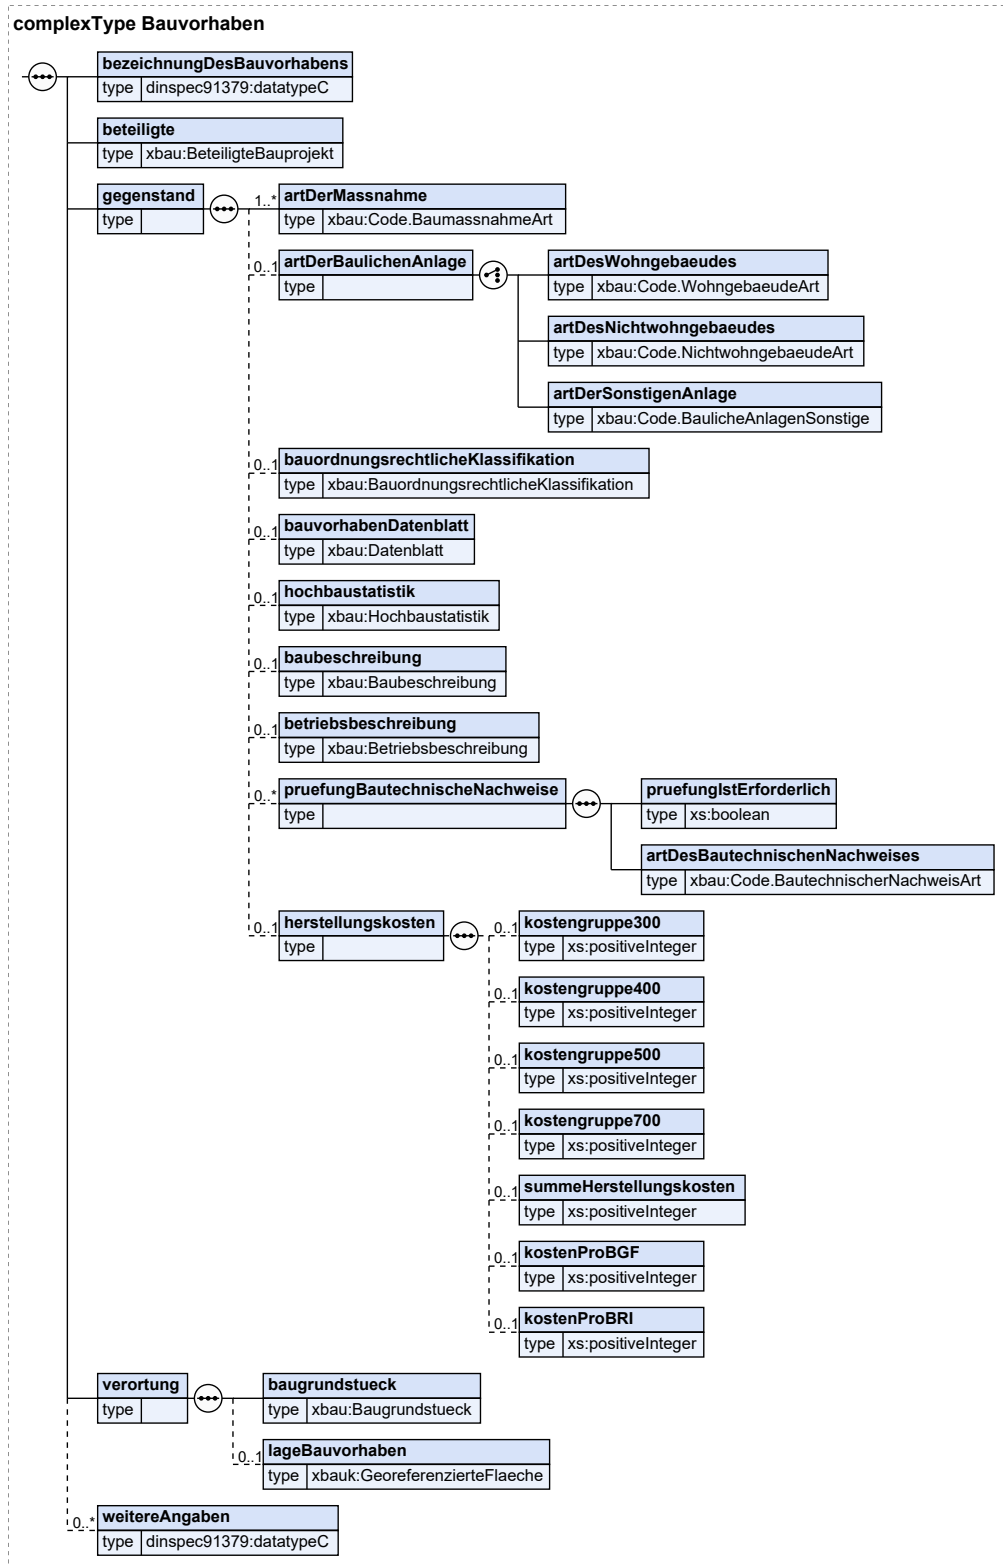 complexType Bauvorhaben
bezeichnungDesBauvorhabens
type dinspec91379:datatypeC
beteiligte
type xbau:BeteiligteBauprojekt
gegenstand
type
1..* artDerMassnahme
type xbau:Code.BaumassnahmeArt
0..1 artDerBaulichenAnlage
type
artDesWohngebaeudes
type xbau:Code.WohngebaeudeArt
artDesNichtwohngebaeudes
type xbau:Code.NichtwohngebaeudeArt
artDerSonstigenAnlage
type xbau:Code.BaulicheAnlagenSonstige
0..1 bauordnungsrechtlicheKlassifikation
type xbau:BauordnungsrechtlicheKlassifikation
0..1 bauvorhabenDatenblatt
type xbau:Datenblatt
0..1 hochbaustatistik
type xbau:Hochbaustatistik
0..1 baubeschreibung
type xbau:Baubeschreibung
0..1 betriebsbeschreibung
type xbau:Betriebsbeschreibung
0..* pruefungBautechnischeNachweise
type
pruefungIstErforderlich
type xs:boolean
artDesBautechnischenNachweises
type xbau:Code.BautechnischerNachweisArt
0..1 herstellungskosten
type
0..1 kostengruppe300
type xs:positiveInteger
0..1 kostengruppe400
type xs:positiveInteger
0..1 kostengruppe500
type xs:positiveInteger
0..1 kostengruppe700
type xs:positiveInteger
0..1 summeHerstellungskosten
type xs:positiveInteger
0..1 kostenProBGF
type xs:positiveInteger
0..1 kostenProBRI
type xs:positiveInteger
verortung
type
baugrundstueck
type xbau:Baugrundstueck
0..1 lageBauvorhaben
type xbauk:GeoreferenzierteFlaeche
0..* weitereAngaben
type dinspec91379:datatypeC